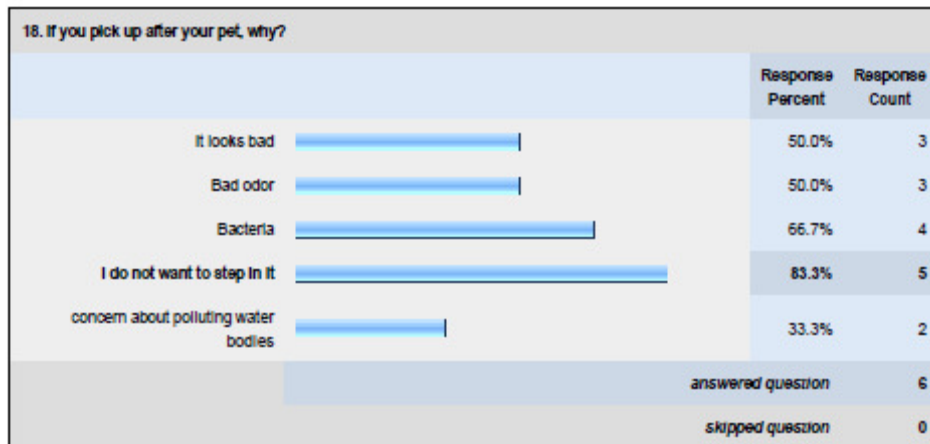 18. If you pick up after your pet, why?
Response Percent
Response Count
It looks bad 50.0% 3
Bad odor 50.0% 3
Bacteria 66.7% 4
I do not want to step in it 83.3% 5
concern about polluting water
bodies 33.3% 2
answered question 6
skipped question 0